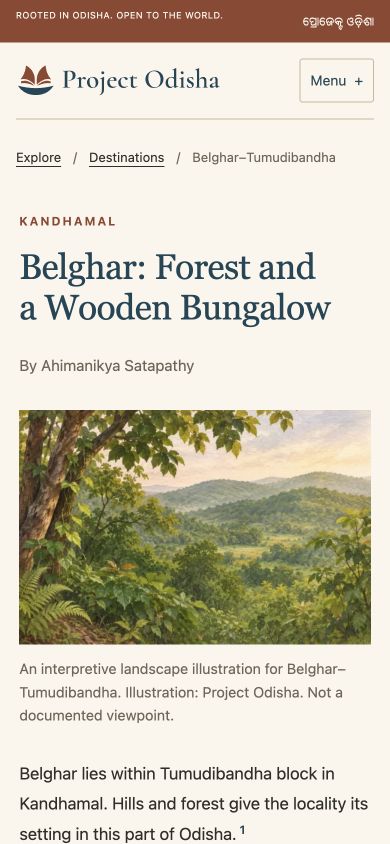 ROOTED IN ODISHA. OPEN TO THE WORLD.
ପ୍ରୋଜେକ୍ଟ ଓଡ଼ିଶା
Project Odisha
Menu +
Explore / Destinations / Belghar–Tumudibandha
KANDHAMAL
Belghar: Forest and
a Wooden Bungalow
By Ahimanikya Satapathy
An interpretive landscape illustration for Belghar–
Tumudibandha. Illustration: Project Odisha. Not a
documented viewpoint.
Belghar lies within Tumudibandha block in
Kandhamal. Hills and forest give the locality its
setting in this part of Odisha. 1